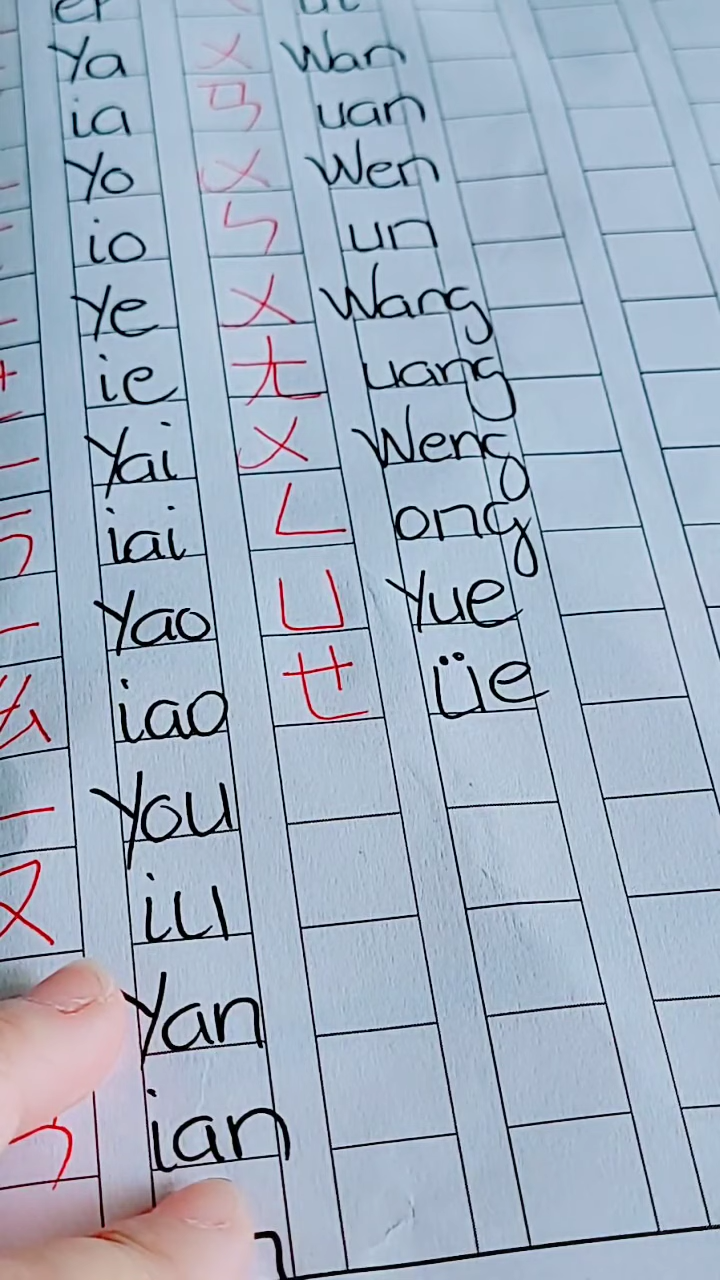 Ya
ia
Yo
io
Ye
ie
ㄧ Yai
iai
ㄧ Yao
ㄠ iao
ㄧ You
ㄡ iu
Yan
ian
ㄨ Wan
ㄢ uan
ㄨ Wen
ㄣ un
ㄨ Wang
ㄤ uang
ㄨ Weng
ㄥ ong
ㄩ Yue
ㄝ üe